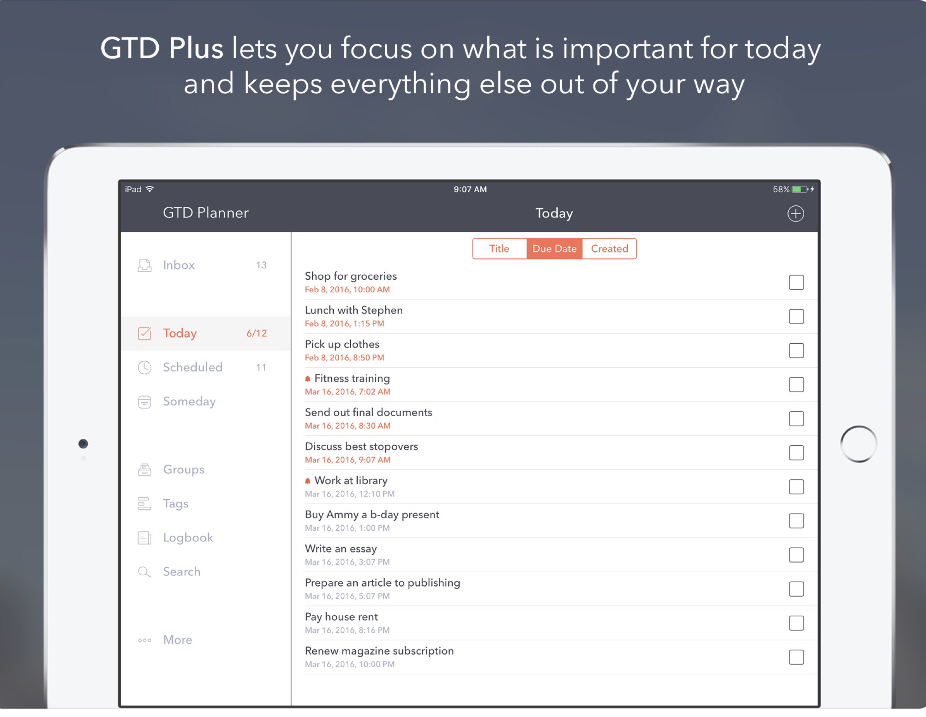 GTD Plus lets you focus on what is important for today
and keeps everything else out of your way
iPad
9:07 AM
58%
GTD Planner
Today
Inbox
13
Today
6/12
Scheduled
11
Someday
Groups
Tags
Logbook
Search
More
Title
Due Date
Created
Shop for groceries
Feb 8, 2016, 10:00 AM
Lunch with Stephen
Feb 8, 2016, 1:15 PM
Pick up clothes
Feb 8, 2016, 8:50 PM
Fitness training
Mar 16, 2016, 7:02 AM
Send out final documents
Mar 16, 2016, 8:30 AM
Discuss best stopovers
Mar 16, 2016, 9:07 AM
Work at library
Mar 16, 2016, 12:10 PM
Buy Ammy a b-day present
Mar 16, 2016, 1:00 PM
Write an essay
Mar 16, 2016, 3:07 PM
Prepare an article to publishing
Mar 16, 2016, 5:07 PM
Pay house rent
Mar 16, 2016, 8:16 PM
Renew magazine subscription
Mar 16, 2016, 10:00 PM